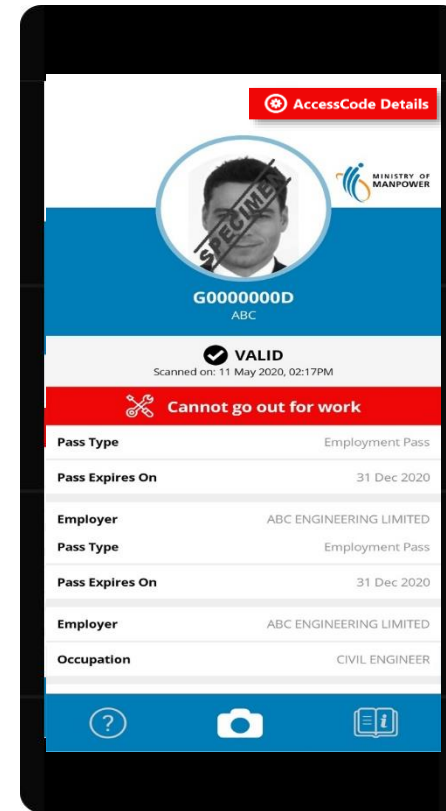 AccessCode Details
MINISTRY OF
MANPOWER
SPECIMEN
G0000000D
ABC
VALID
Scanned on: 11 May 2020, 02:17PM
Cannot go out for work
Pass Type Employment Pass
Pass Expires On 31 Dec 2020
Employer ABC ENGINEERING LIMITED
Pass Type Employment Pass
Pass Expires On 31 Dec 2020
Employer ABC ENGINEERING LIMITED
Occupation CIVIL ENGINEER
? i